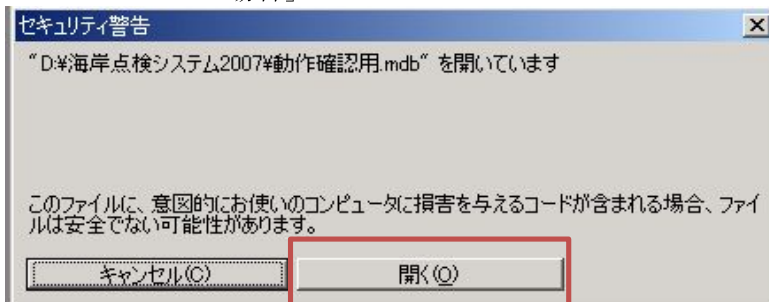 セキュリティ警告
“D:¥海岸点検システム2007¥動作確認用.mdb” を開いています
このファイルに、意図的にお使いのコンピュータに損害を与えるコードが含まれる場合、ファイ
ルは安全でない可能性があります。
キャンセル(C)
開く(O)